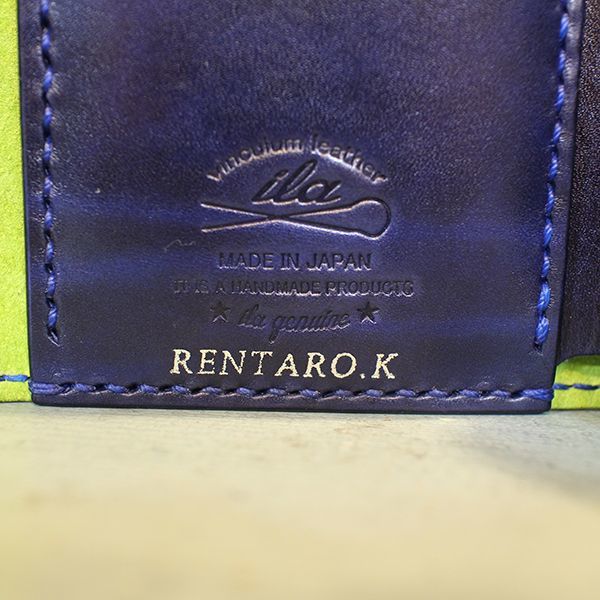 vinculum leather
ila
MADE IN JAPAN
IT IS A HANDMADE PRODUCTS
★ ila genuine ★
RENTARO.K